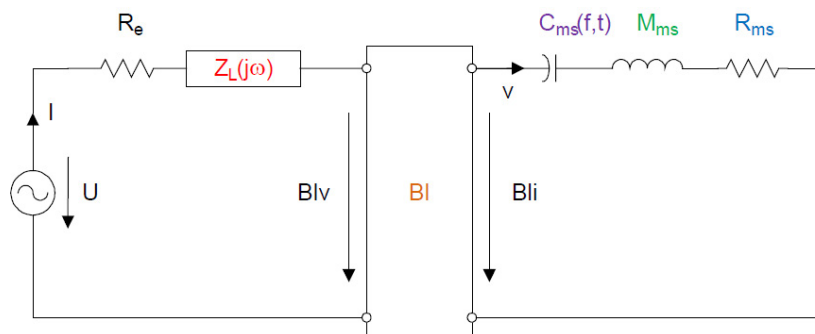 Re
ZL(jω)
Cms(f,t)
Mms
Rms
I
v
U
Blv
Bl
Bli